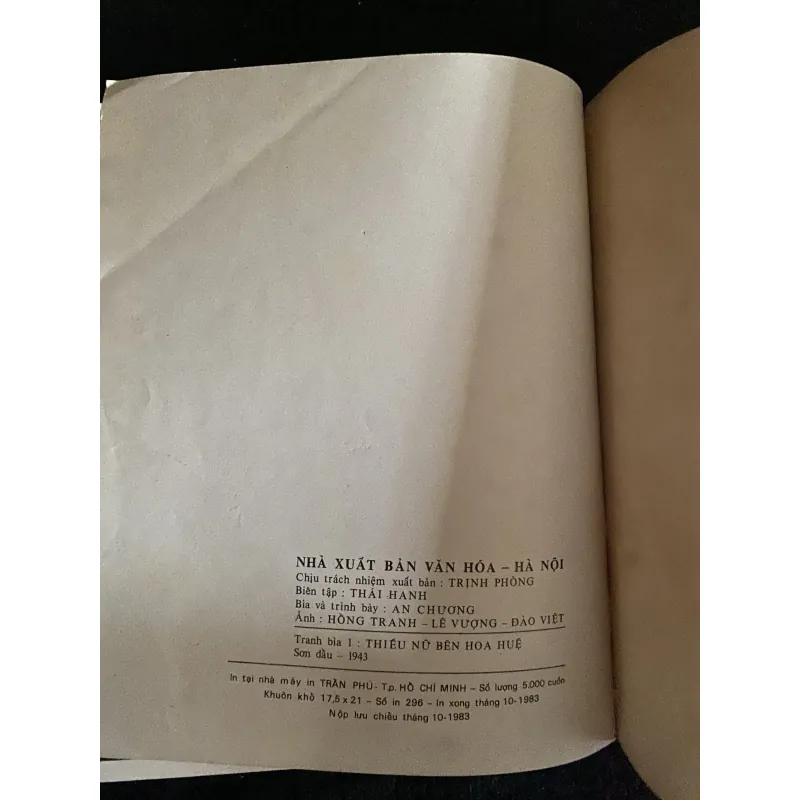 NHÀ XUẤT BẢN VĂN HÓA – HÀ NỘI
Chịu trách nhiệm xuất bản : TRỊNH PHÒNG
Biên tập : THÁI HANH
Bìa và trình bày : AN CHƯƠNG
Ảnh : HỒNG TRANH – LÊ VƯỢNG – ĐÀO VIỆT
Tranh bìa 1 : THIẾU NỮ BÊN HOA HUỆ
Sơn dầu – 1943
In tại nhà máy in TRẦN PHÚ - T.p. HỒ CHÍ MINH – Số lượng 5.000 cuốn
Khuôn khổ 17,5 x 21 – Số in 296 – In xong tháng 10-1983
Nộp lưu chiểu tháng 10-1983